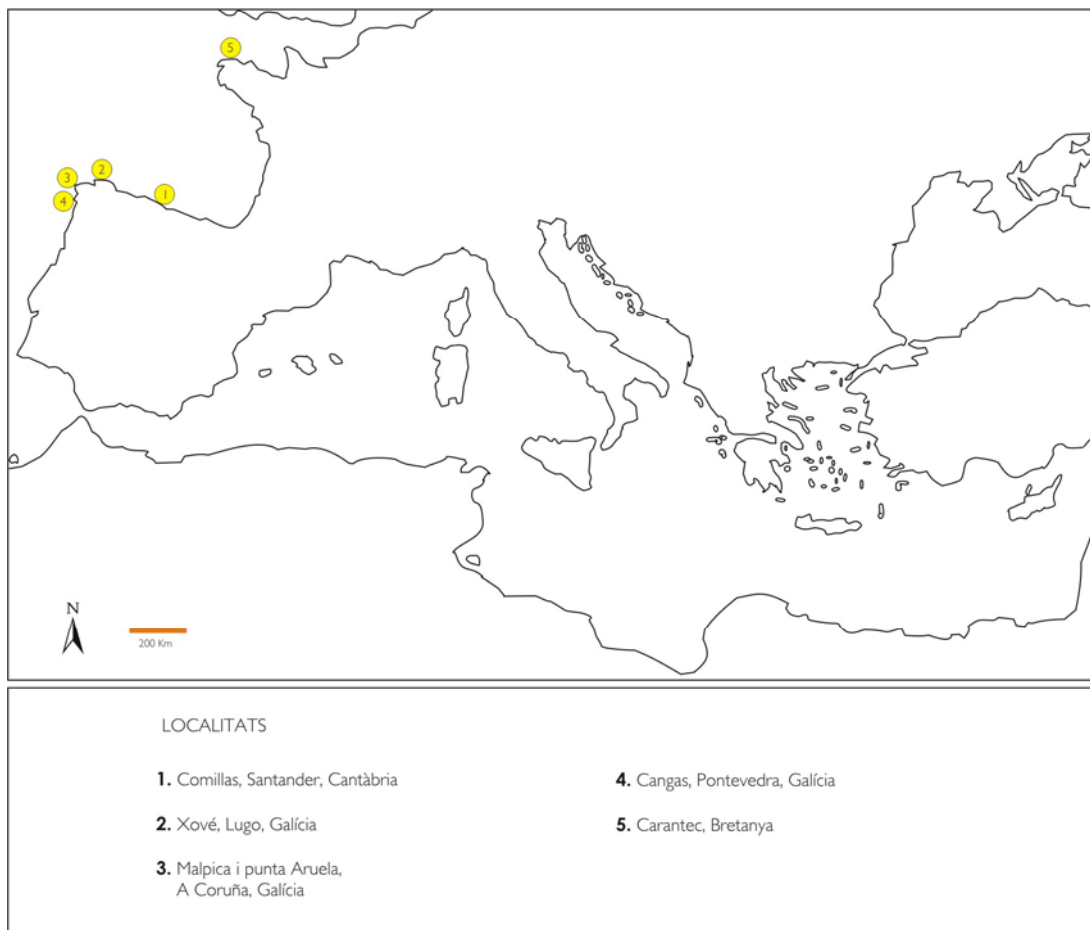 5
3
2
1
4
N
200 Km
LOCALITATS
1. Comillas, Santander, Cantàbria
2. Xové, Lugo, Galícia
3. Malpica i punta Aruela,
A Coruña, Galícia
4. Cangas, Pontevedra, Galícia
5. Carantec, Bretanya